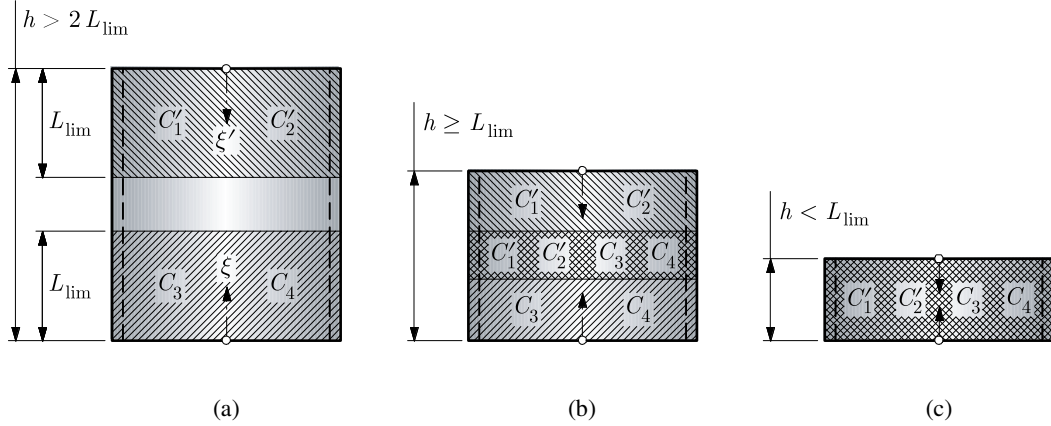 h > 2 L_lim
L_lim
C′_1 C′_2
ξ′
L_lim
ξ
C_3 C_4
(a)
h ≥ L_lim
C′_1 C′_2
C′_1 C′_2 C_3 C_4
C_3 C_4
(b)
h < L_lim
C′_1 C′_2 C_3 C_4
(c)